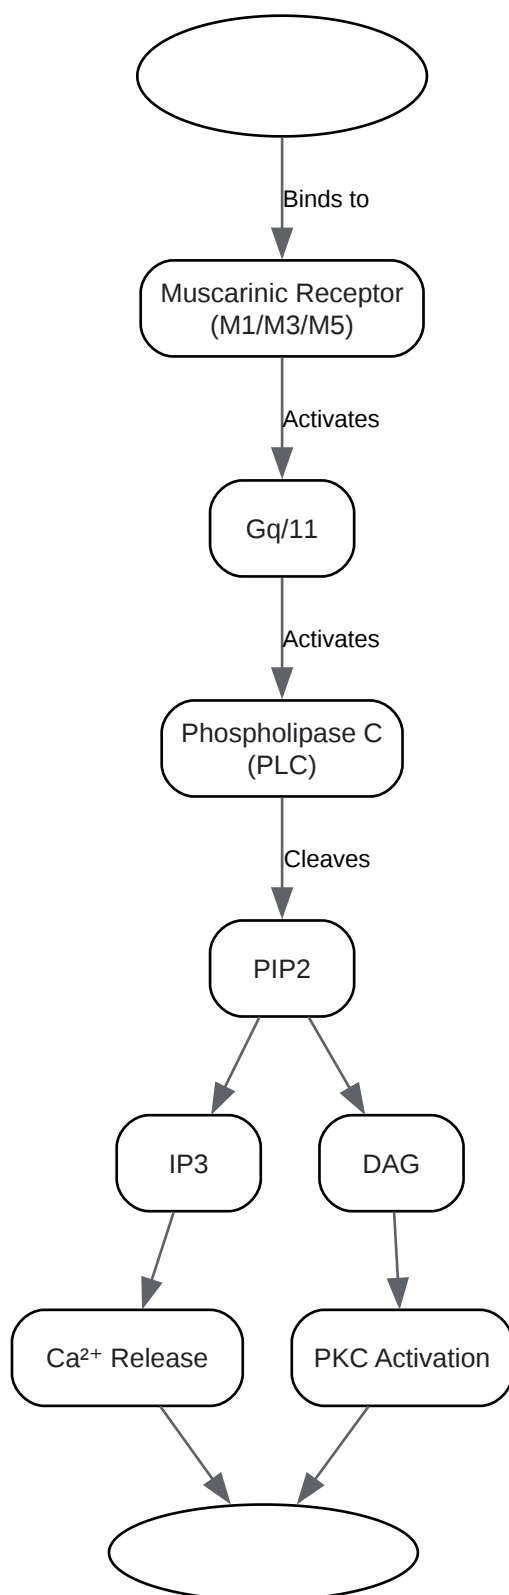 Binds to
Muscarinic Receptor
(M1/M3/M5)
Activates
Gq/11
Activates
Phospholipase C
(PLC)
Cleaves
PIP2
IP3
DAG
Ca²⁺ Release
PKC Activation